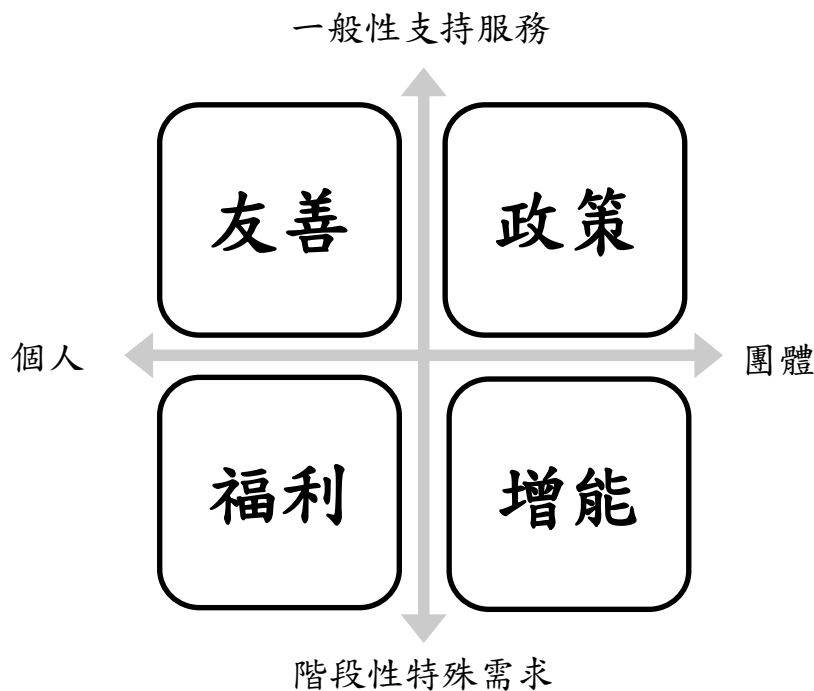 一般性支持服務
友善
政策
個人
團體
福利
增能
階段性特殊需求